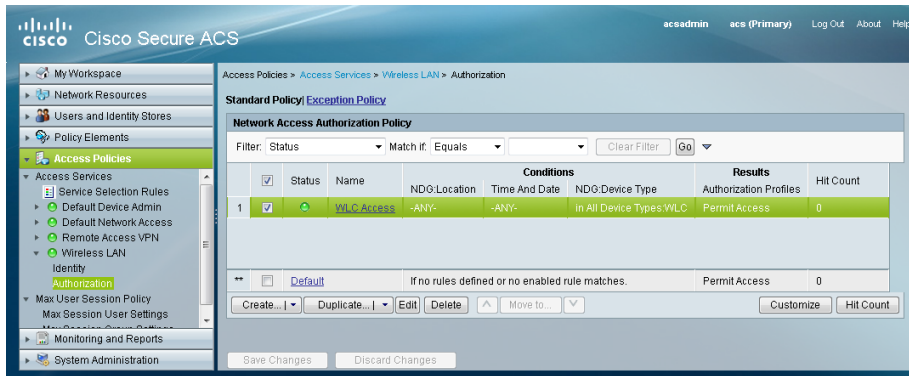 CISCO Cisco Secure ACS
acsadmin acs (Primary) Log Out About Help
My Workspace
Network Resources
Users and Identity Stores
Policy Elements
Access Policies
Access Services
Service Selection Rules
Default Device Admin
Default Network Access
Remote Access VPN
Wireless LAN
Identity
Authorization
Max User Session Policy
Max Session User Settings
Max Session Group Settings
Monitoring and Reports
System Administration
Access Policies > Access Services > Wireless LAN > Authorization
Standard Policy| Exception Policy
Network Access Authorization Policy
Filter: Status Match if: Equals Clear Filter Go
Status Name Conditions Results Hit Count
NDG:Location Time And Date NDG:Device Type Authorization Profiles
1 WLC Access -ANY- -ANY- in All Device Types:WLC Permit Access 0
** Default If no rules defined or no enabled rule matches. Permit Access 0
Create... | Duplicate... | Edit Delete Move to... Customize Hit Count
Save Changes Discard Changes